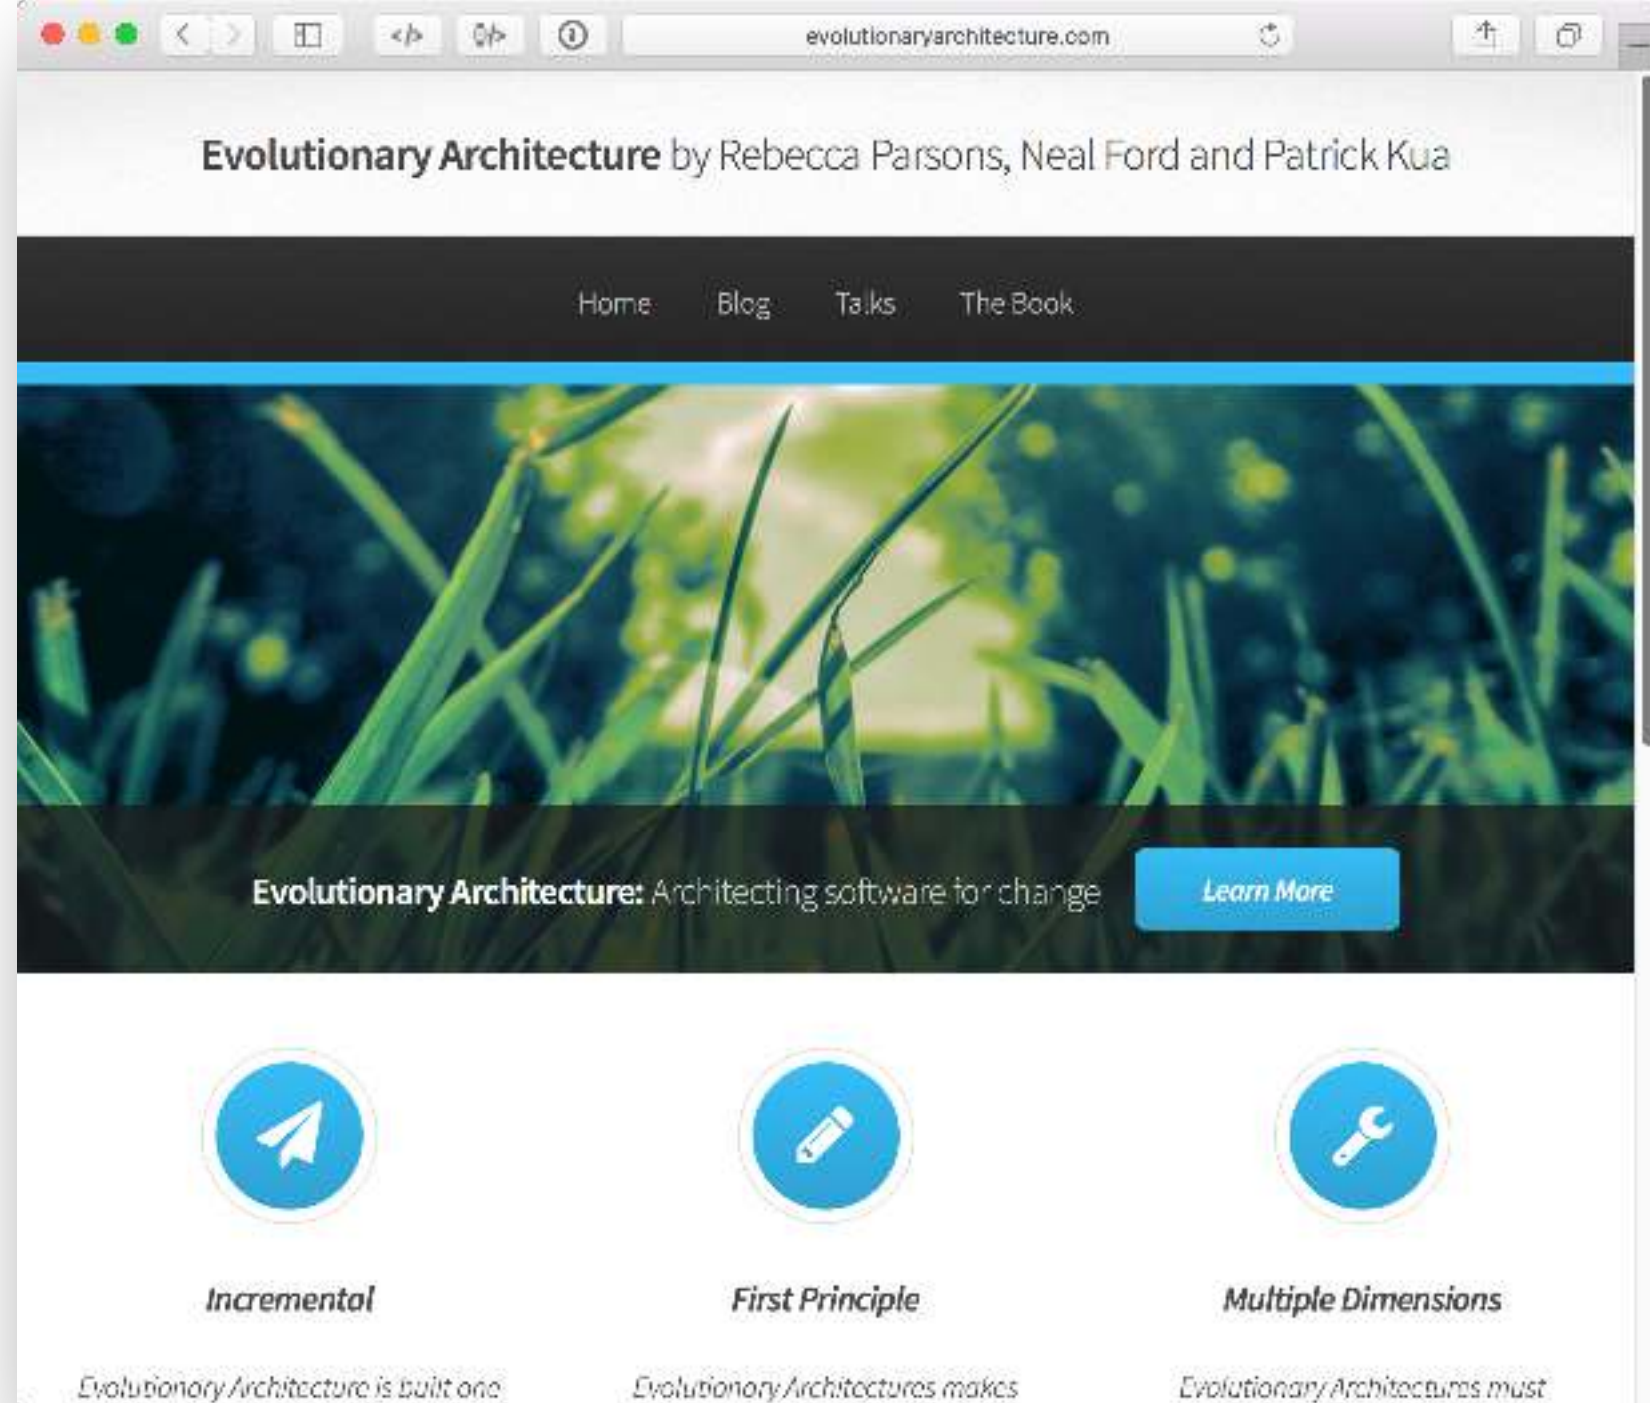 evolutionaryarchitecture.com
Evolutionary Architecture by Rebecca Parsons, Neal Ford and Patrick Kua
Home Blog Talks The Book
Evolutionary Architecture: Architecting software for change Learn More
Incremental First Principle Multiple Dimensions
Evolutionary Architecture is built one Evolutionary Architectures makes Evolutionary Architectures must